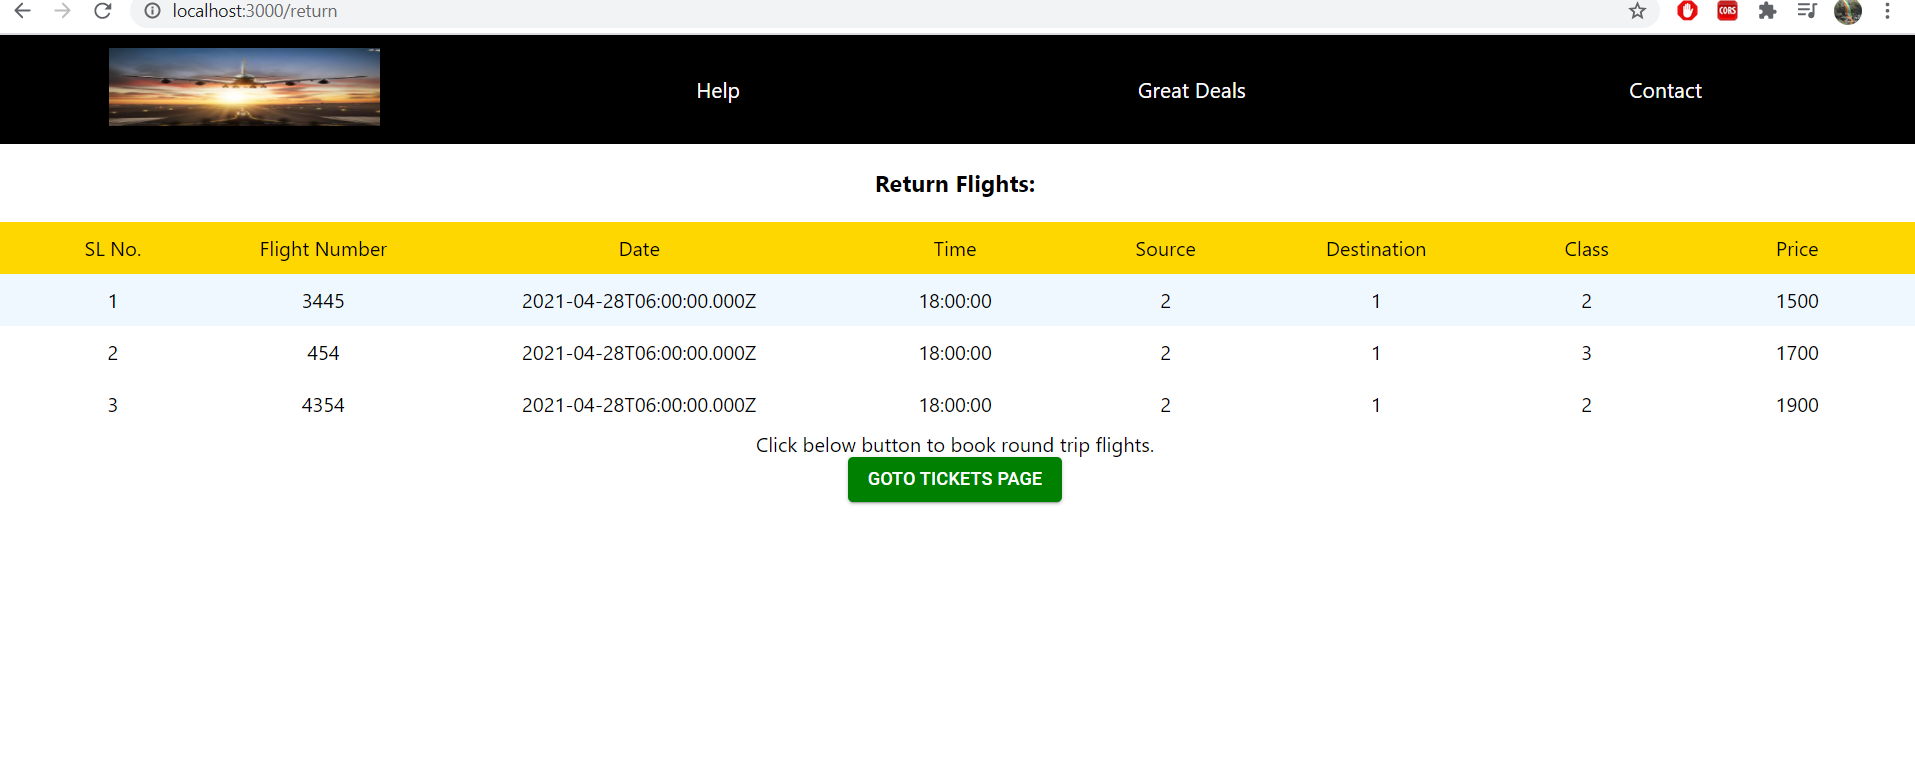 localhost:3000/return
CORS
Help Great Deals Contact
Return Flights:
SL No. Flight Number Date Time Source Destination Class Price
1 3445 2021-04-28T06:00:00.000Z 18:00:00 2 1 2 1500
2 454 2021-04-28T06:00:00.000Z 18:00:00 2 1 3 1700
3 4354 2021-04-28T06:00:00.000Z 18:00:00 2 1 2 1900
Click below button to book round trip flights.
GOTO TICKETS PAGE